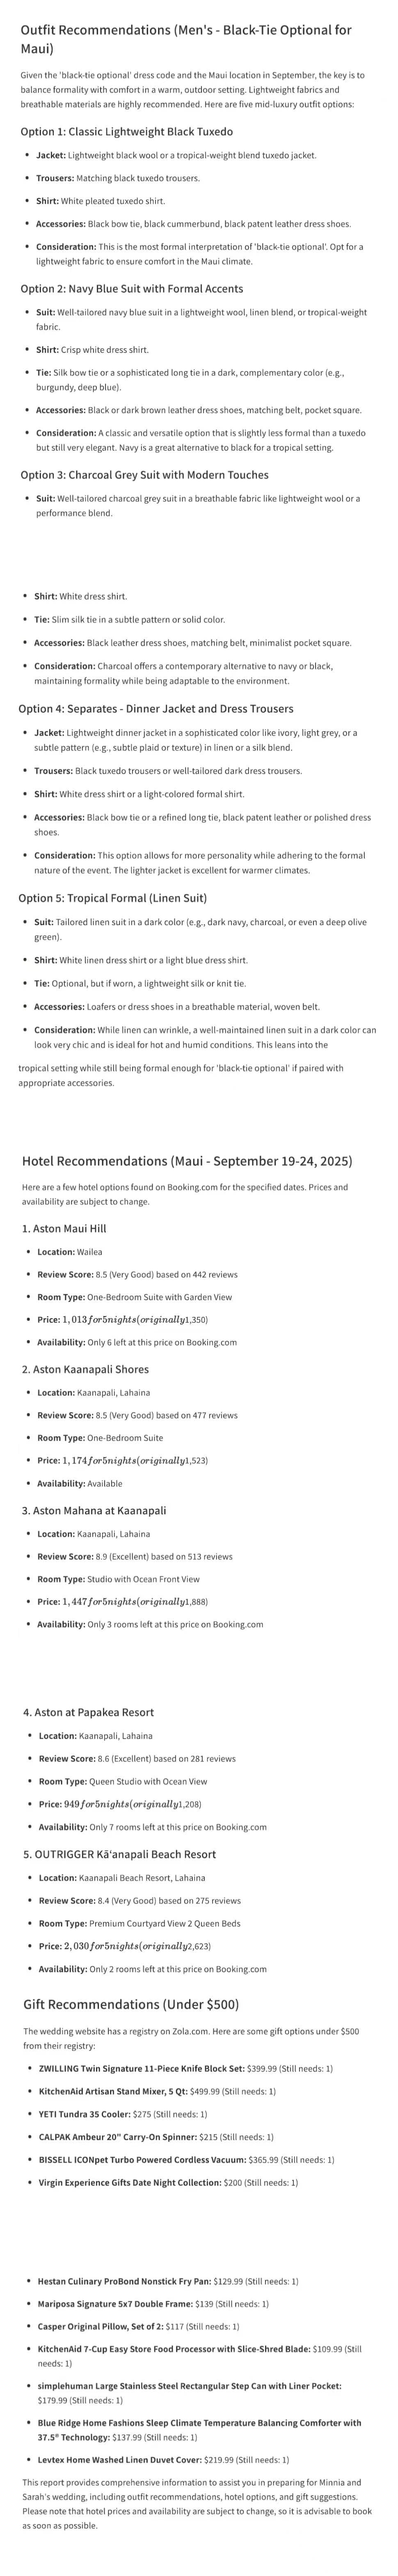 Outfit Recommendations (Men's - Black-Tie Optional for
Maui)
Given the 'black-tie optional' dress code and the Maui location in September, the key is to
balance formality with comfort in a warm, outdoor setting. Lightweight fabrics and
breathable materials are highly recommended. Here are five mid-luxury outfit options:
Option 1: Classic Lightweight Black Tuxedo
• Jacket: Lightweight black wool or a tropical-weight blend tuxedo jacket.
• Trousers: Matching black tuxedo trousers.
• Shirt: White pleated tuxedo shirt.
• Accessories: Black bow tie, black cummerbund, black patent leather dress shoes.
• Consideration: This is the most formal interpretation of 'black-tie optional'. Opt for a
lightweight fabric to ensure comfort in the Maui climate.
Option 2: Navy Blue Suit with Formal Accents
• Suit: Well-tailored navy blue suit in a lightweight wool, linen blend, or tropical-weight
fabric.
• Shirt: Crisp white dress shirt.
• Tie: Silk bow tie or a sophisticated long tie in a dark, complementary color (e.g.,
burgundy, deep blue).
• Accessories: Black or dark brown leather dress shoes, matching belt, pocket square.
• Consideration: A classic and versatile option that is slightly less formal than a tuxedo
but still very elegant. Navy is a great alternative to black for a tropical setting.
Option 3: Charcoal Grey Suit with Modern Touches
• Suit: Well-tailored charcoal grey suit in a breathable fabric like lightweight wool or a
performance blend.
• Shirt: White dress shirt.
• Tie: Slim silk tie in a subtle pattern or solid color.
• Accessories: Black leather dress shoes, matching belt, minimalist pocket square.
• Consideration: Charcoal offers a contemporary alternative to navy or black,
maintaining formality while being adaptable to the environment.
Option 4: Separates - Dinner Jacket and Dress Trousers
• Jacket: Lightweight dinner jacket in a sophisticated color like ivory, light grey, or a
subtle pattern (e.g., subtle plaid or texture) in linen or a silk blend.
• Trousers: Black tuxedo trousers or well-tailored dark dress trousers.
• Shirt: White dress shirt or a light-colored formal shirt.
• Accessories: Black bow tie or a refined long tie, black patent leather or polished dress
shoes.
• Consideration: This option allows for more personality while adhering to the formal
nature of the event. The lighter jacket is excellent for warmer climates.
Option 5: Tropical Formal (Linen Suit)
• Suit: Tailored linen suit in a dark color (e.g., dark navy, charcoal, or even a deep olive
green).
• Shirt: White linen dress shirt or a light blue dress shirt.
• Tie: Optional, but if worn, a lightweight silk or knit tie.
• Accessories: Loafers or dress shoes in a breathable material, woven belt.
• Consideration: While linen can wrinkle, a well-maintained linen suit in a dark color can
look very chic and is ideal for hot and humid conditions. This leans into the
tropical setting while still being formal enough for 'black-tie optional' if paired with
appropriate accessories.
Hotel Recommendations (Maui - September 19-24, 2025)
Here are a few hotel options found on Booking.com for the specified dates. Prices and
availability are subject to change.
1. Aston Maui Hill
• Location: Wailea
• Review Score: 8.5 (Very Good) based on 442 reviews
• Room Type: One-Bedroom Suite with Garden View
• Price: 1,013for5nights(originally1,350)
• Availability: Only 6 left at this price on Booking.com
2. Aston Kaanapali Shores
• Location: Kaanapali, Lahaina
• Review Score: 8.5 (Very Good) based on 477 reviews
• Room Type: One-Bedroom Suite
• Price: 1,174for5nights(originally1,523)
• Availability: Available
3. Aston Mahana at Kaanapali
• Location: Kaanapali, Lahaina
• Review Score: 8.9 (Excellent) based on 513 reviews
• Room Type: Studio with Ocean Front View
• Price: 1,447for5nights(originally1,888)
• Availability: Only 3 rooms left at this price on Booking.com
4. Aston at Papakea Resort
• Location: Kaanapali, Lahaina
• Review Score: 8.6 (Excellent) based on 281 reviews
• Room Type: Queen Studio with Ocean View
• Price: 949for5nights(originally1,208)
• Availability: Only 7 rooms left at this price on Booking.com
5. OUTRIGGER Kāʻanapali Beach Resort
• Location: Kaanapali Beach Resort, Lahaina
• Review Score: 8.4 (Very Good) based on 275 reviews
• Room Type: Premium Courtyard View 2 Queen Beds
• Price: 2,030for5nights(originally2,623)
• Availability: Only 2 rooms left at this price on Booking.com
Gift Recommendations (Under $500)
The wedding website has a registry on Zola.com. Here are some gift options under $500
from their registry:
• ZWILLING Twin Signature 11-Piece Knife Block Set: $399.99 (Still needs: 1)
• KitchenAid Artisan Stand Mixer, 5 Qt: $499.99 (Still needs: 1)
• YETI Tundra 35 Cooler: $275 (Still needs: 1)
• CALPAK Ambeur 20" Carry-On Spinner: $215 (Still needs: 1)
• BISSELL ICONpet Turbo Powered Cordless Vacuum: $365.99 (Still needs: 1)
• Virgin Experience Gifts Date Night Collection: $200 (Still needs: 1)
• Hestan Culinary ProBond Nonstick Fry Pan: $129.99 (Still needs: 1)
• Mariposa Signature 5x7 Double Frame: $139 (Still needs: 1)
• Casper Original Pillow, Set of 2: $117 (Still needs: 1)
• KitchenAid 7-Cup Easy Store Food Processor with Slice-Shred Blade: $109.99 (Still
needs: 1)
• simplehuman Large Stainless Steel Rectangular Step Can with Liner Pocket:
$179.99 (Still needs: 1)
• Blue Ridge Home Fashions Sleep Climate Temperature Balancing Comforter with
37.5® Technology: $137.99 (Still needs: 1)
• Levtex Home Washed Linen Duvet Cover: $219.99 (Still needs: 1)
This report provides comprehensive information to assist you in preparing for Minnia and
Sarah's wedding, including outfit recommendations, hotel options, and gift suggestions.
Please note that hotel prices and availability are subject to change, so it is advisable to book
as soon as possible.